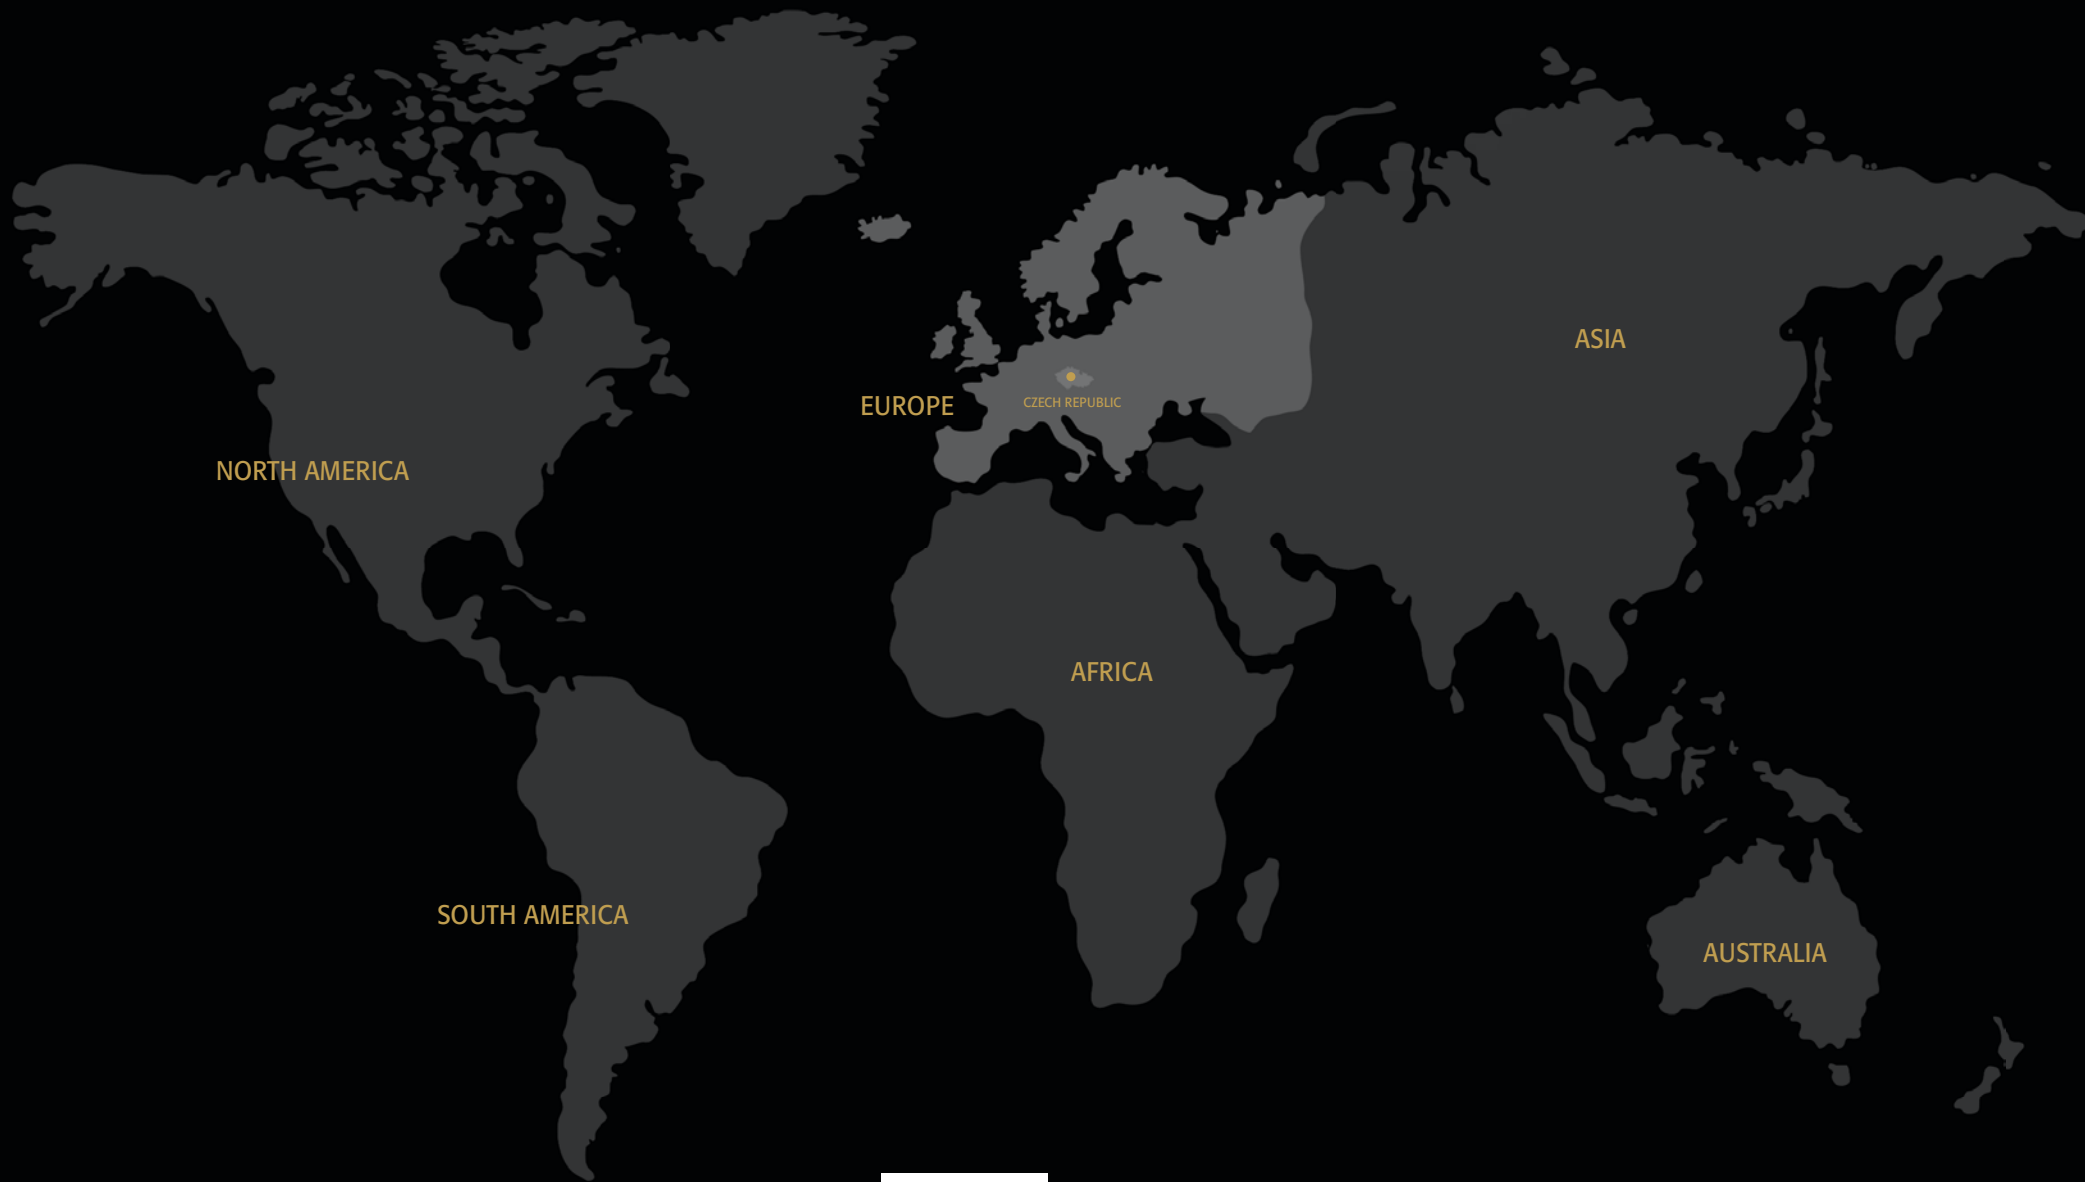 ASIA
EUROPE
CZECH REPUBLIC
NORTH AMERICA
AFRICA
SOUTH AMERICA
AUSTRALIA